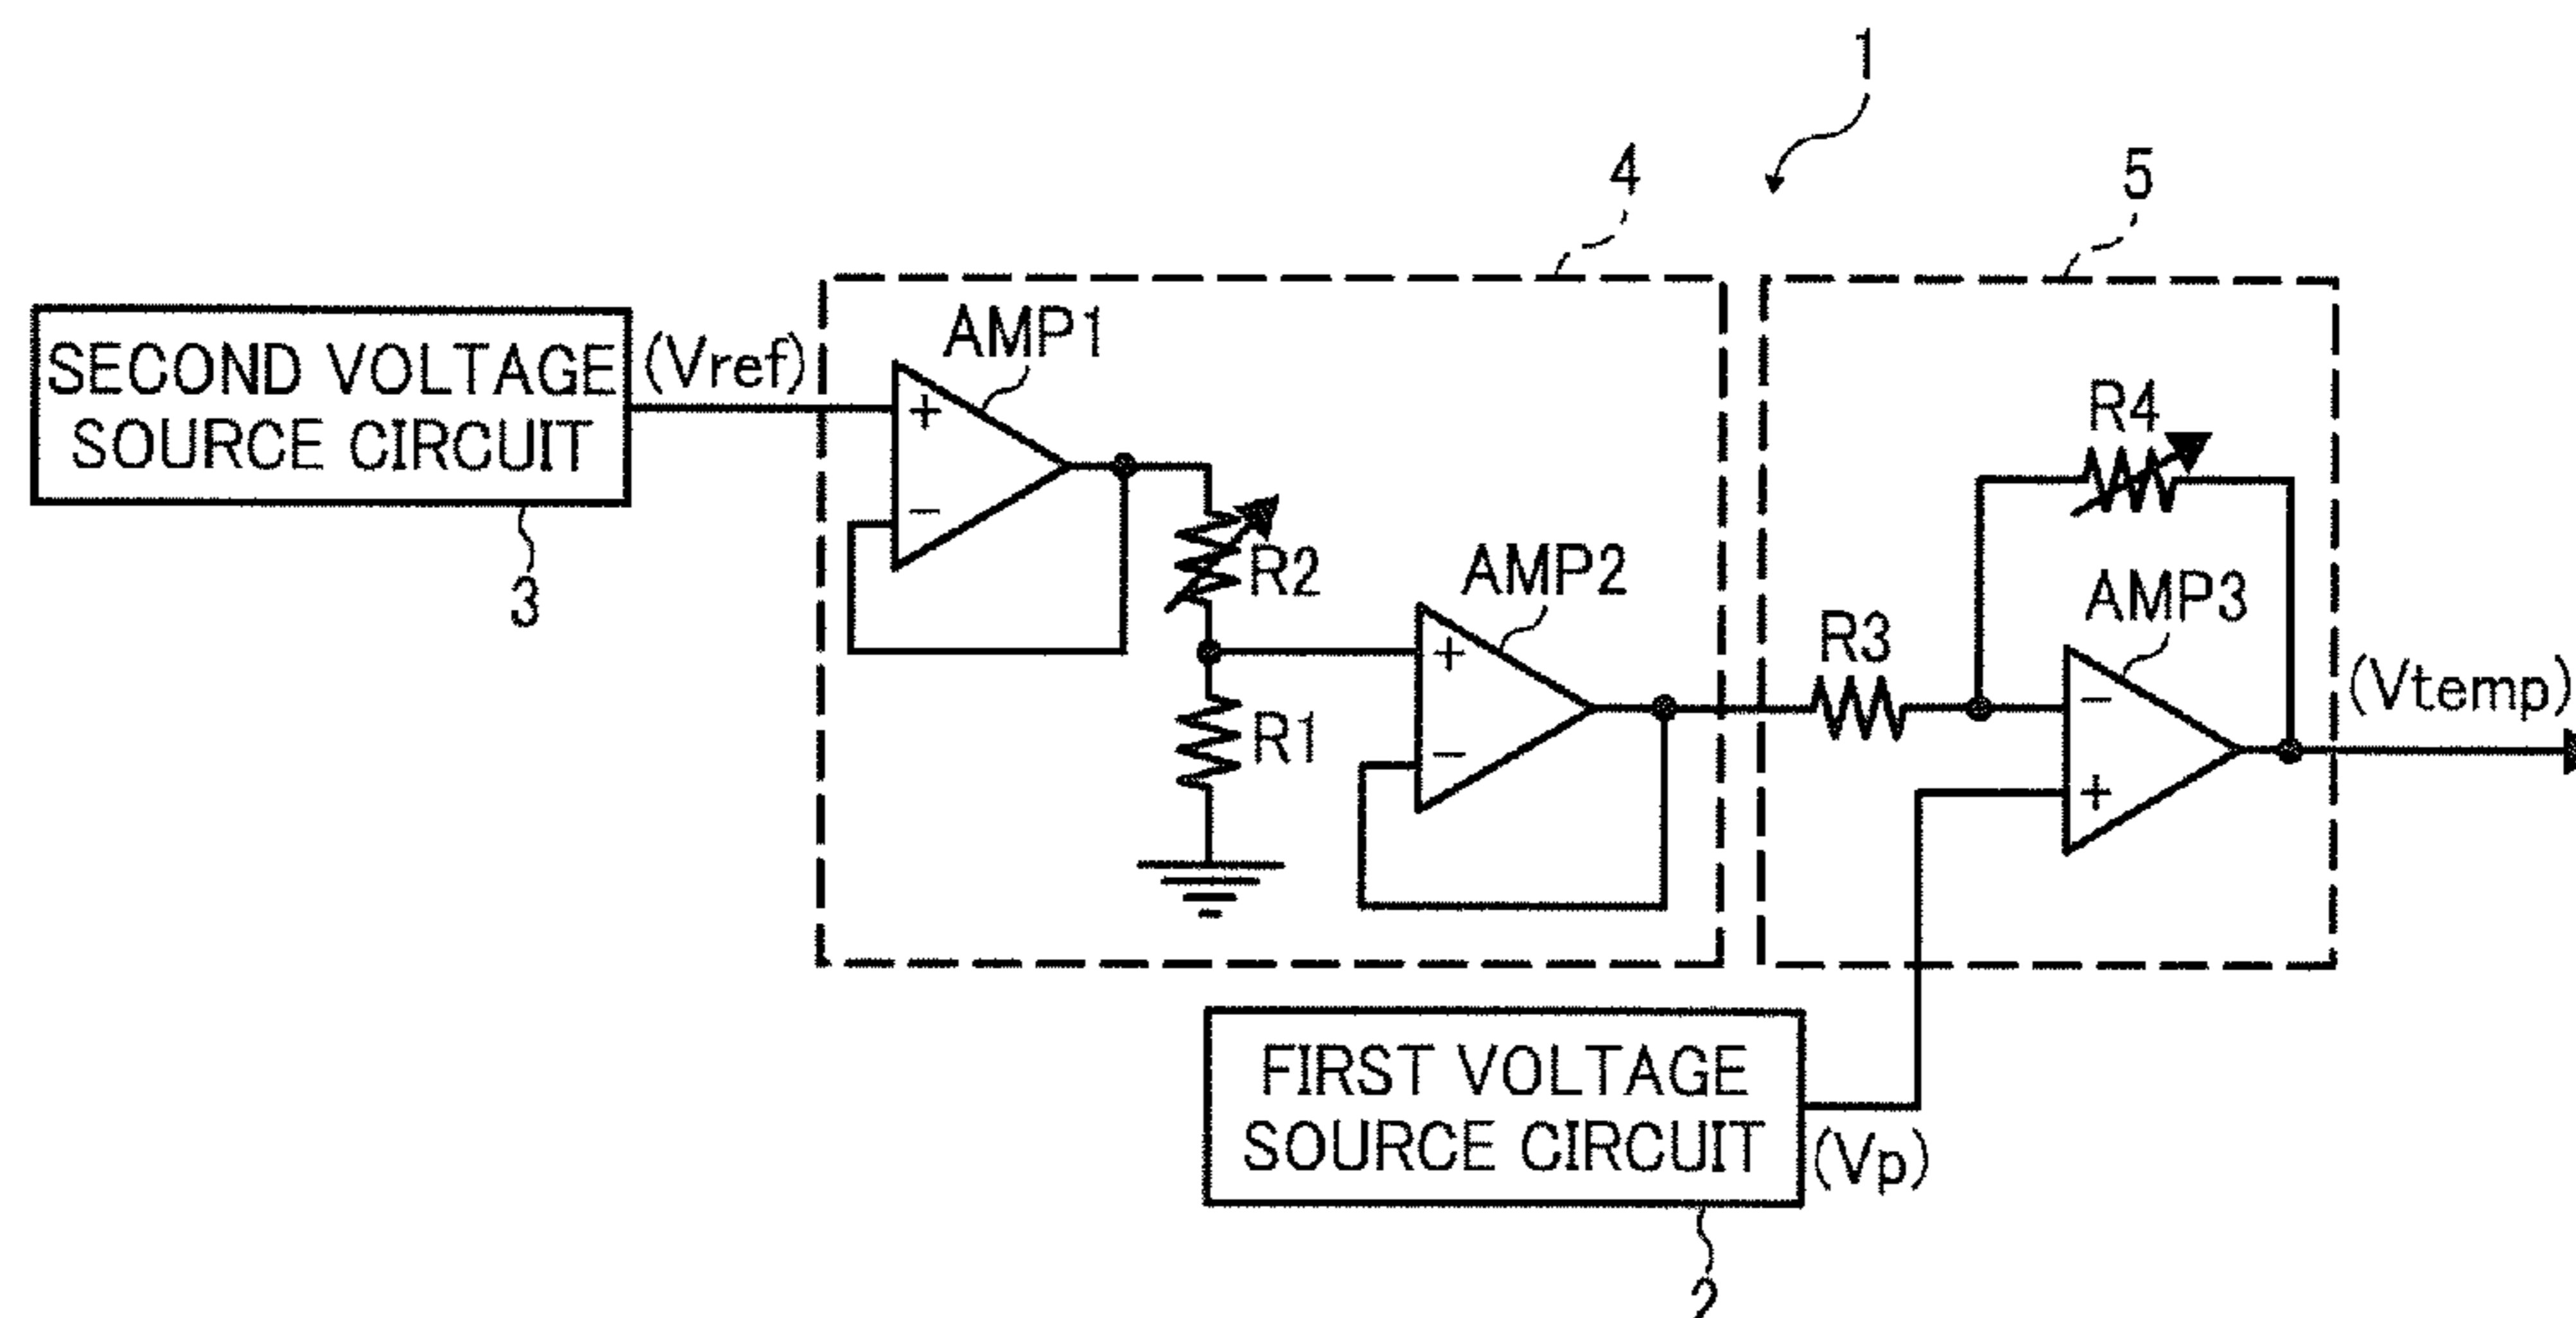 1
4
5
SECOND VOLTAGE
SOURCE CIRCUIT
(Vref)
3
AMP1
+
−
R2
R1
AMP2
+
−
R3
R4
AMP3
−
+
(Vtemp)
FIRST VOLTAGE
SOURCE CIRCUIT
(Vp)
2